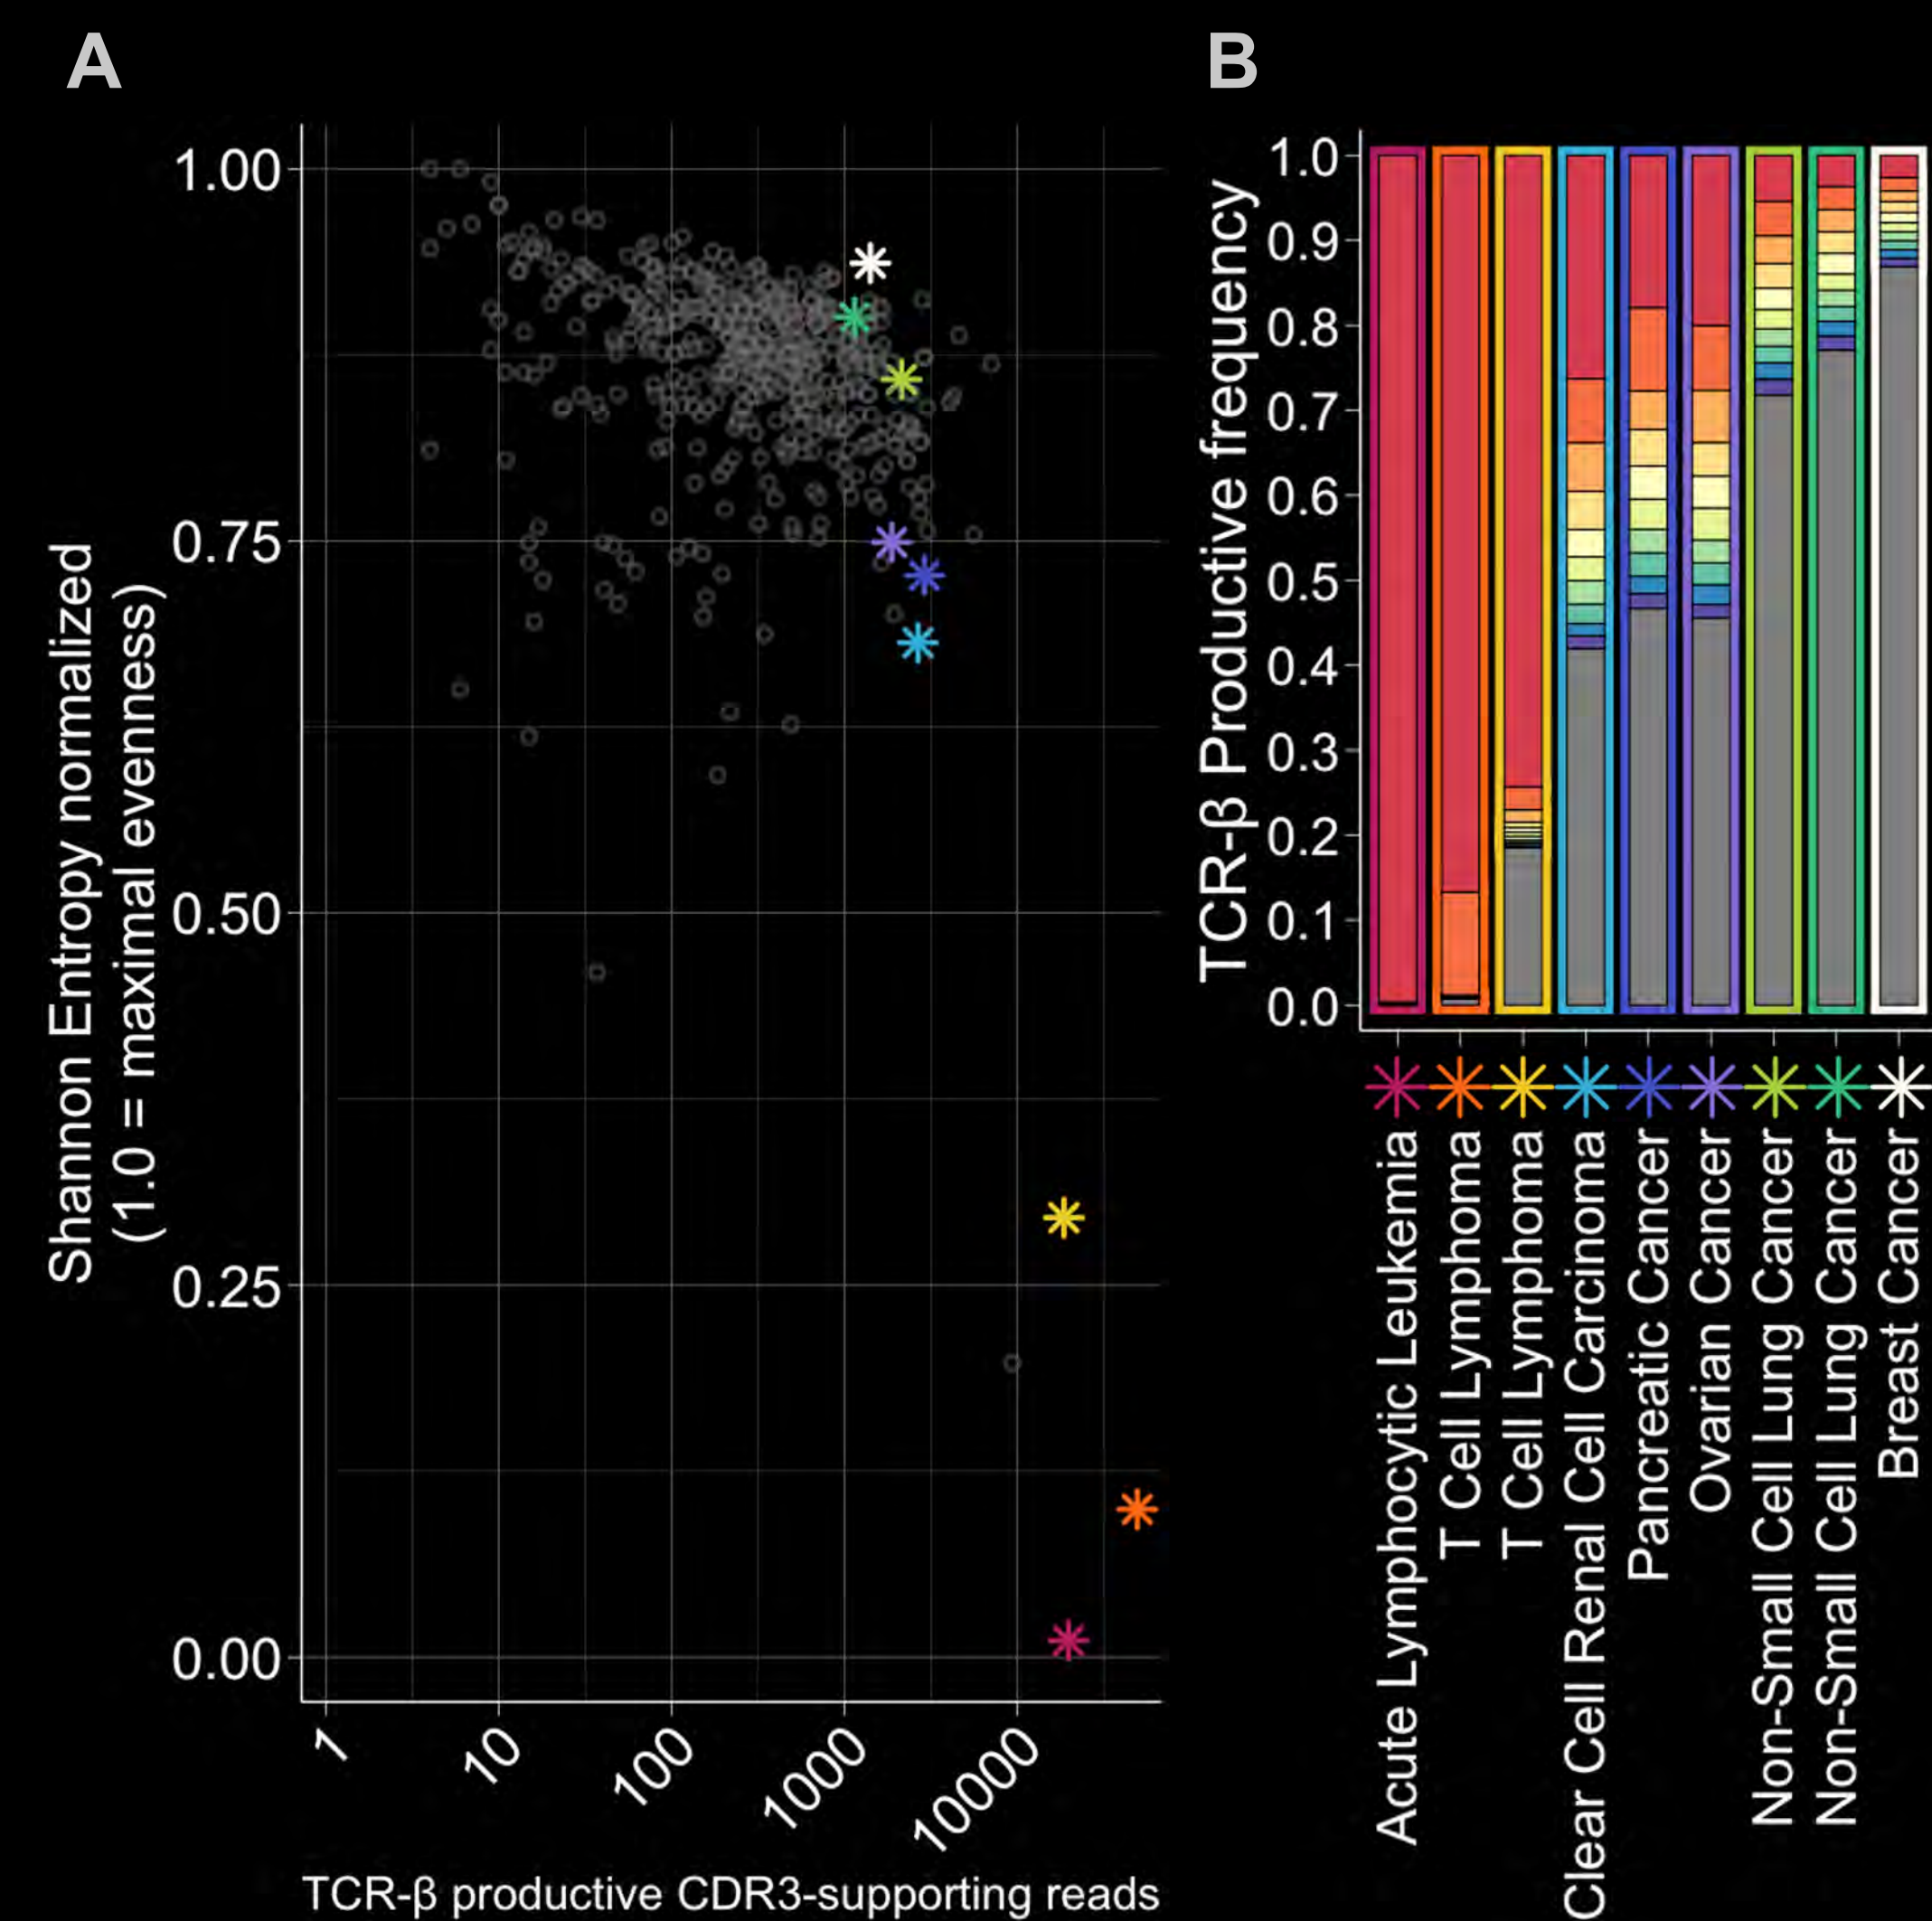 A
1.00
0.75
0.50
0.25
0.00
Shannon Entropy normalized
(1.0 = maximal evenness)
1
10
100
1000
10000
TCR-β productive CDR3-supporting reads
B
TCR-β Productive frequency
1.0
0.9
0.8
0.7
0.6
0.5
0.4
0.3
0.2
0.1
0.0
Acute Lymphocytic Leukemia
T Cell Lymphoma
T Cell Lymphoma
Clear Cell Renal Cell Carcinoma
Pancreatic Cancer
Ovarian Cancer
Non-Small Cell Lung Cancer
Non-Small Cell Lung Cancer
Breast Cancer